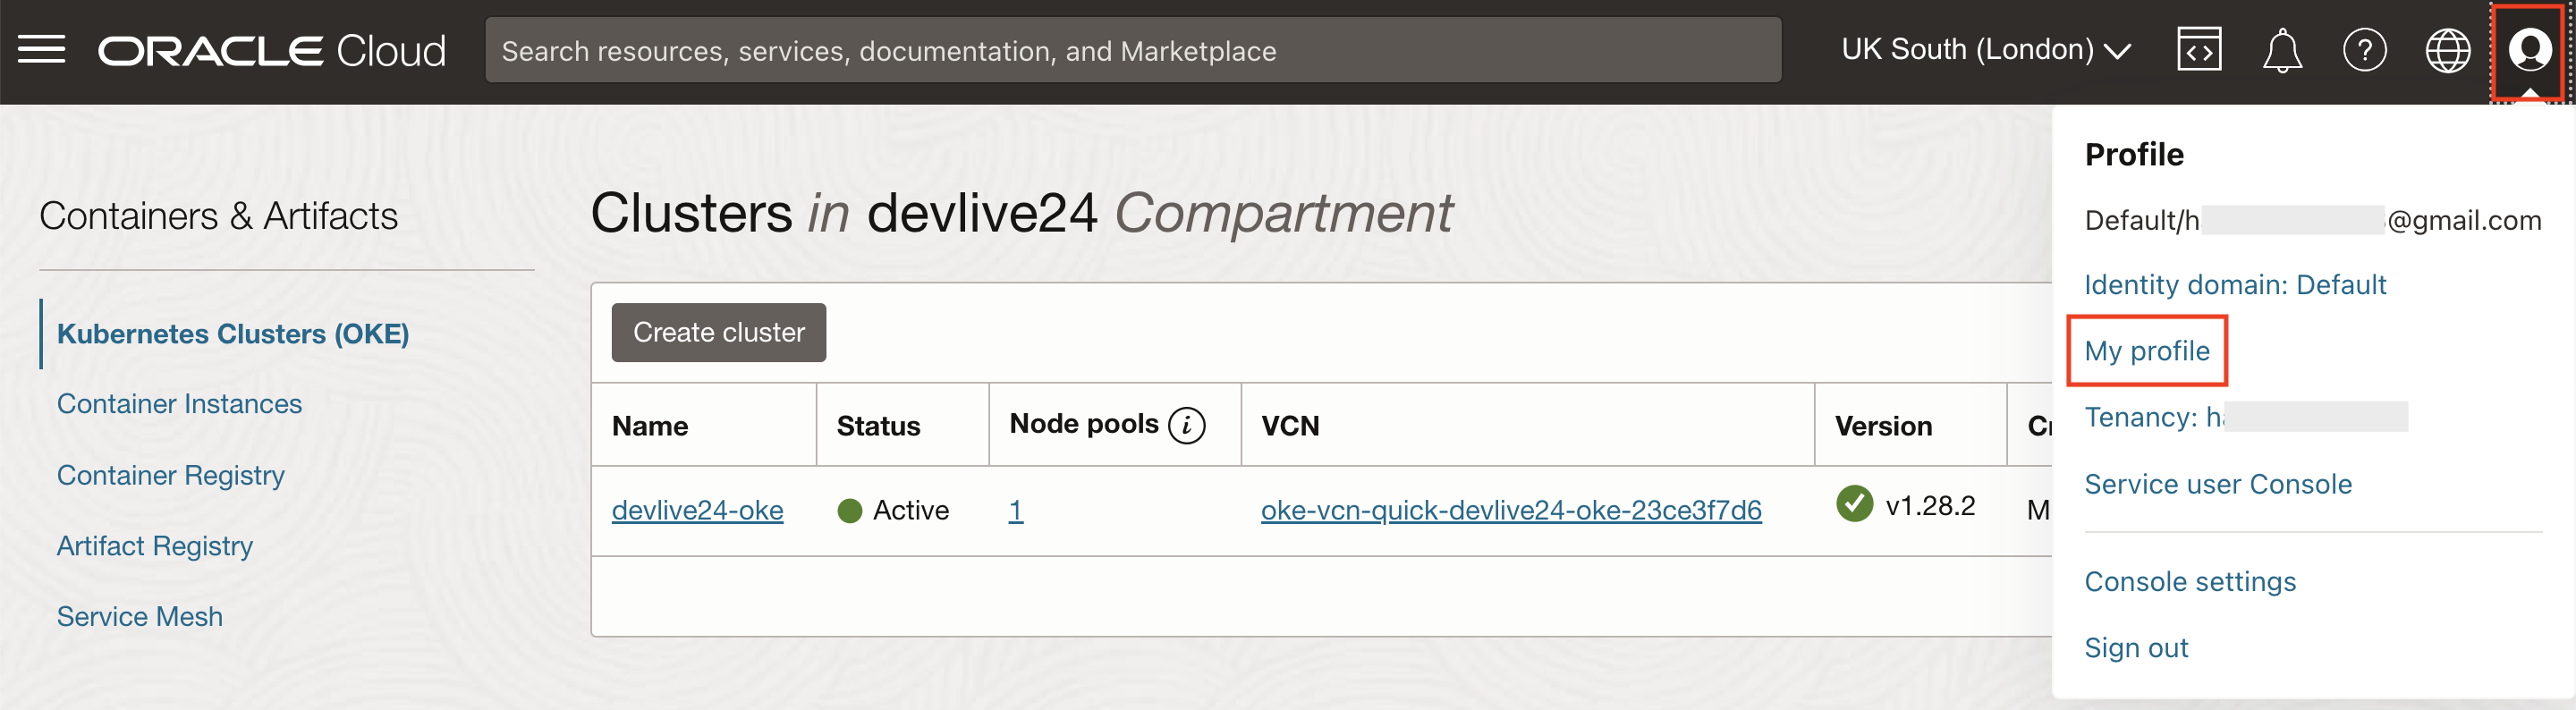 ORACLE Cloud
Search resources, services, documentation, and Marketplace
UK South (London)
Containers & Artifacts
Kubernetes Clusters (OKE)
Container Instances
Container Registry
Artifact Registry
Service Mesh
Clusters in devlive24 Compartment
Create cluster
Name Status Node pools i VCN Version
devlive24-oke Active 1 oke-vcn-quick-devlive24-oke-23ce3f7d6 v1.28.2
Profile
Default/h @gmail.com
Identity domain: Default
My profile
Tenancy: h
Service user Console
Console settings
Sign out